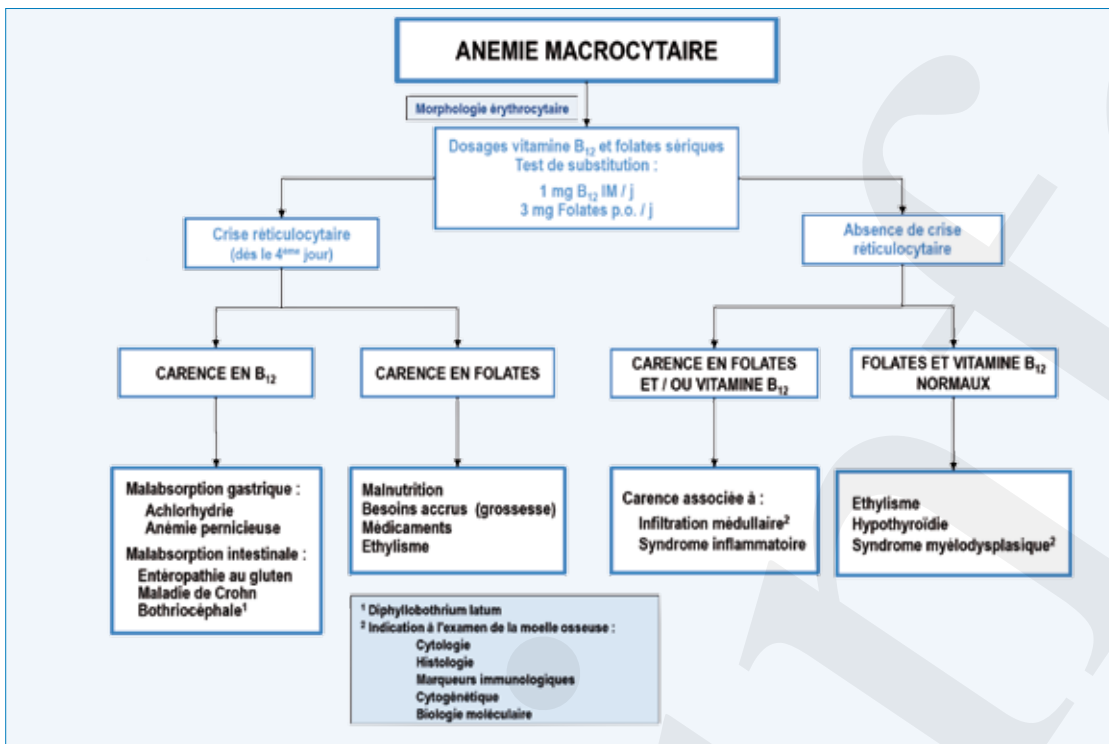 ANEMIE MACROCYTAIRE
Morphologie érythrocytaire
Dosages vitamine B₁₂ et folates sériques
Test de substitution :
1 mg B₁₂ IM / j
3 mg Folates p.o. / j
Crise réticulocytaire
(dés le 4ᵉᵐᵉ jour)
Absence de crise
réticulocytaire
CARENCE EN B₁₂
CARENCE EN FOLATES
CARENCE EN FOLATES
ET / OU VITAMINE B₁₂
FOLATES ET VITAMINE B₁₂
NORMAUX
Malabsorption gastrique :
Achlorhydrie
Anémie pernicieuse
Malabsorption intestinale :
Entéropathie au gluten
Maladie de Crohn
Bothriocéphale¹
Malnutrition
Besoins accrus (grossesse)
Médicaments
Ethylisme
Carence associée à :
Infiltration médullaire²
Syndrome inflammatoire
Ethylisme
Hypothyroïdie
Syndrome myélodysplasique²
¹ Diphyllobothrium latum
² Indication à l'examen de la moelle osseuse :
Cytologie
Histologie
Marqueurs immunologiques
Cytogénétique
Biologie moléculaire